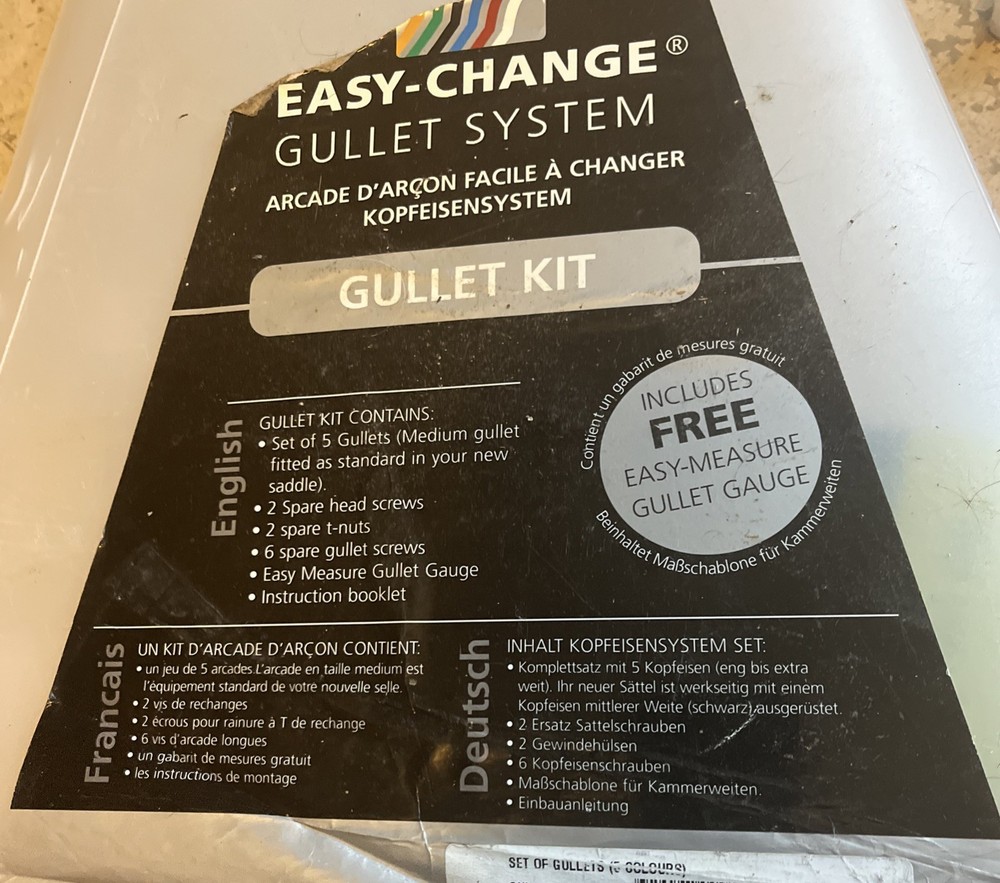 EASY-CHANGE®
GULLET SYSTEM
ARCADE D'ARÇON FACILE À CHANGER
KOPFEISENSYSTEM
GULLET KIT
English
GULLET KIT CONTAINS:
• Set of 5 Gullets (Medium gullet
fitted as standard in your new
saddle).
• 2 Spare head screws
• 2 spare t-nuts
• 6 spare gullet screws
• Easy Measure Gullet Gauge
• Instruction booklet
Contient un gabarit de mesures gratuit
INCLUDES
FREE
EASY-MEASURE
GULLET GAUGE
Beinhaltet Maßschablone für Kammerweiten
Francais
UN KIT D'ARCADE D'ARÇON CONTIENT:
• un jeu de 5 arcades.L'arcade en taille medium est
l'équipement standard de votre nouvelle selle.
• 2 vis de rechanges
• 2 écrous pour rainure à T de rechange
• 6 vis d'arcade longues
• un gabarit de mesures gratuit
• les instructions de montage
Deutsch
INHALT KOPFEISENSYSTEM SET:
• Komplettsatz mit 5 Kopfeisen (eng bis extra
weit). Ihr neuer Sättel ist werkseitig mit einem
Kopfeisen mittlerer Weite (schwarz) ausgerüstet.
• 2 Ersatz Sattelschrauben
• 2 Gewindehülsen
• 6 Kopfeisenschrauben
• Maßschablone für Kammerweiten.
• Einbauanleitung
SET OF GULLETS (5 COLOURS)